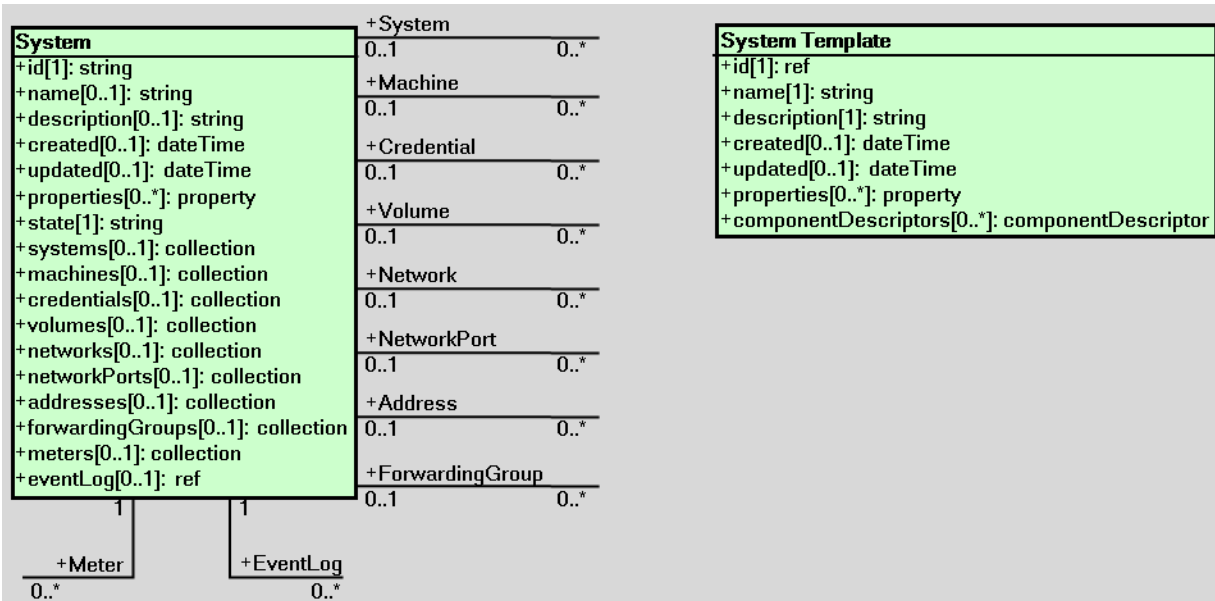 System
+id[1]: string
+name[0..1]: string
+description[0..1]: string
+created[0..1]: dateTime
+updated[0..1]: dateTime
+properties[0..*]: property
+state[1]: string
+systems[0..1]: collection
+machines[0..1]: collection
+credentials[0..1]: collection
+volumes[0..1]: collection
+networks[0..1]: collection
+networkPorts[0..1]: collection
+addresses[0..1]: collection
+forwardingGroups[0..1]: collection
+meters[0..1]: collection
+eventLog[0..1]: ref
+System
0..1 0..*
+Machine
0..1 0..*
+Credential
0..1 0..*
+Volume
0..1 0..*
+Network
0..1 0..*
+NetworkPort
0..1 0..*
+Address
0..1 0..*
+ForwardingGroup
0..1 0..*
1 1
+Meter +EventLog
0..* 0..*
System Template
+id[1]: ref
+name[1]: string
+description[1]: string
+created[0..1]: dateTime
+updated[0..1]: dateTime
+properties[0..*]: property
+componentDescriptors[0..*]: componentDescriptor